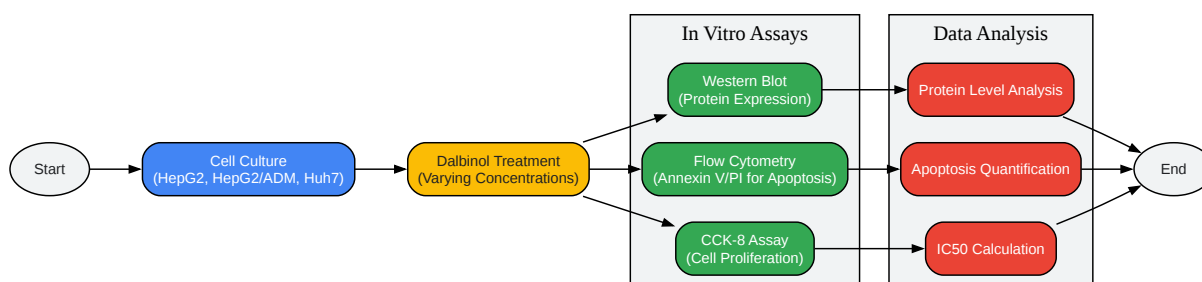 Start
Cell Culture
(HepG2, HepG2/ADM, Huh7)
Dalbinol Treatment
(Varying Concentrations)
In Vitro Assays
Western Blot
(Protein Expression)
Flow Cytometry
(Annexin V/PI for Apoptosis)
CCK-8 Assay
(Cell Proliferation)
Data Analysis
Protein Level Analysis
Apoptosis Quantification
IC50 Calculation
End